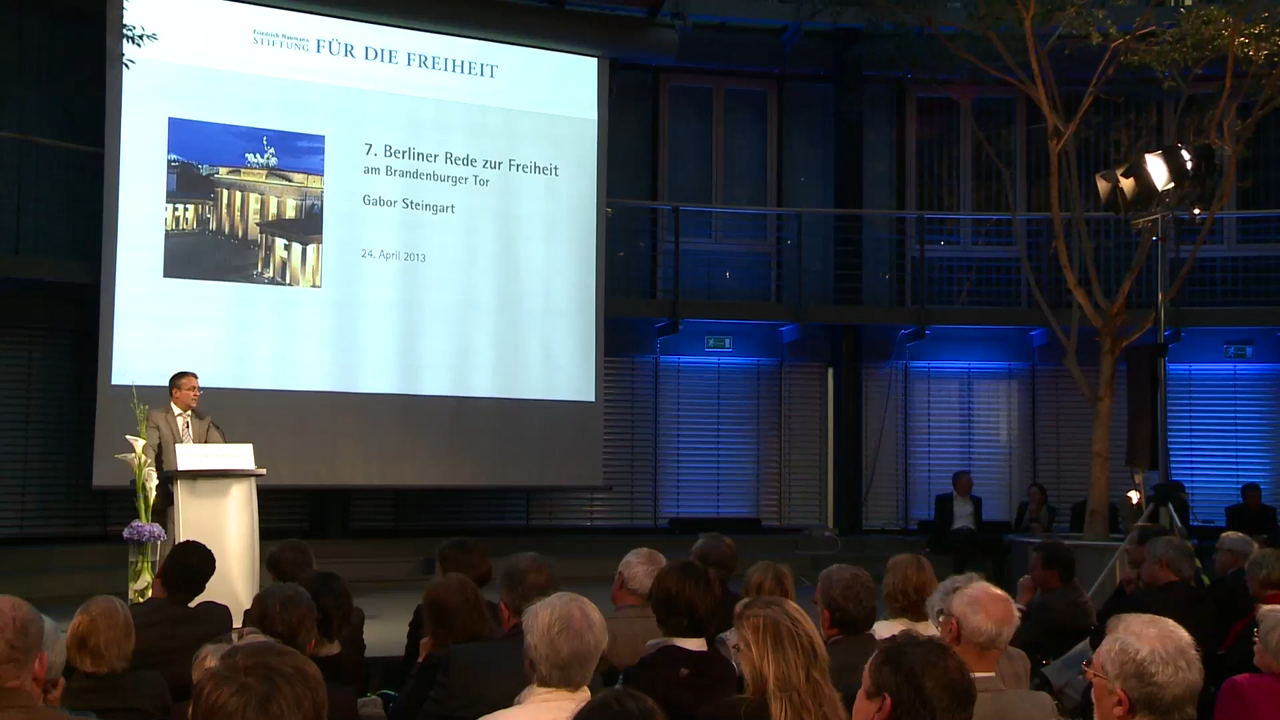 Friedrich Naumann
STIFTUNG FÜR DIE FREIHEIT
7. Berliner Rede zur Freiheit
am Brandenburger Tor
Gabor Steingart
24. April 2013